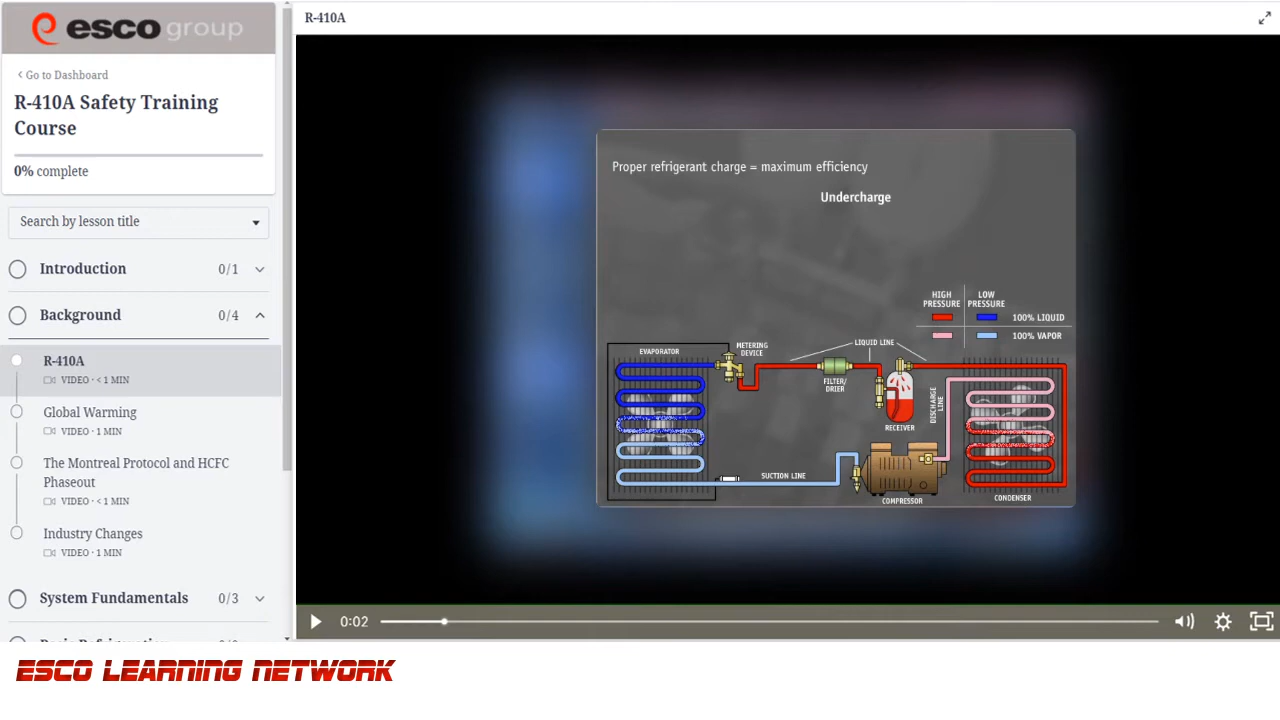 esco group
R-410A
< Go to Dashboard
R-410A Safety Training
Course
0% complete
Search by lesson title
Introduction 0/1
Background 0/4
R-410A
VIDEO · < 1 MIN
Global Warming
VIDEO · 1 MIN
The Montreal Protocol and HCFC
Phaseout
VIDEO · < 1 MIN
Industry Changes
VIDEO · 1 MIN
System Fundamentals 0/3
Proper refrigerant charge = maximum efficiency
Undercharge
HIGH
PRESSURE
LOW
PRESSURE
100% LIQUID
100% VAPOR
EVAPORATOR
METERING
DEVICE
LIQUID LINE
FILTER/
DRIER
RECEIVER
DISCHARGE
LINE
SUCTION LINE
COMPRESSOR
CONDENSER
0:02
ESCO LEARNING NETWORK